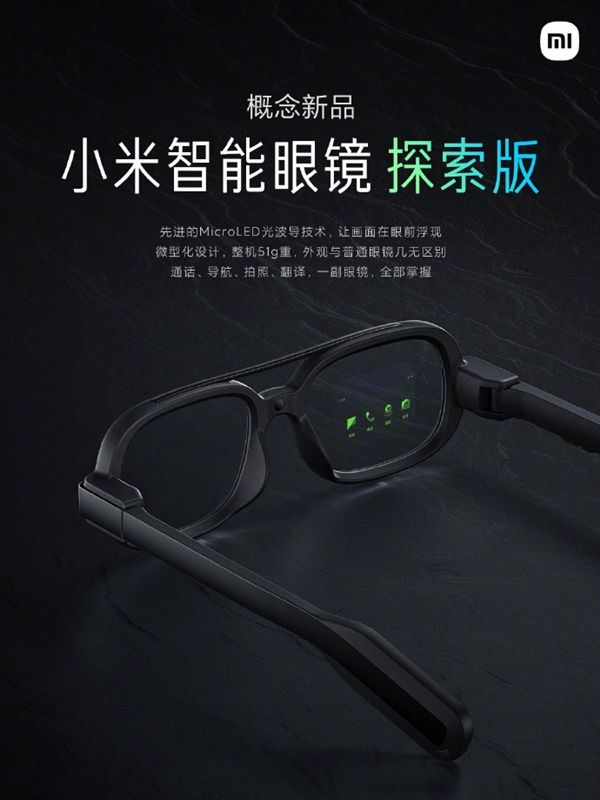 mi
概念新品
小米智能眼镜 探索版
先进的MicroLED光波导技术，让画面在眼前浮现
微型化设计，整机51g重，外观与普通眼镜几无区别
通话、导航、拍照、翻译，一副眼镜，全部掌握